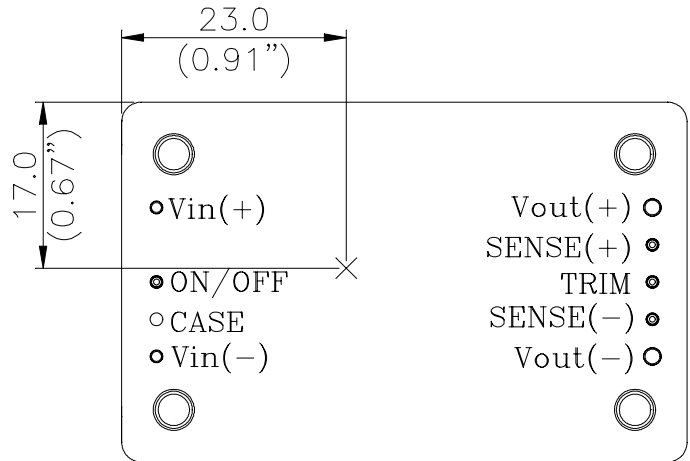 23.0
(0.91”)
17.0
(0.67”)
Vin(+)
Vout(+)
SENSE(+)
ON/OFF
TRIM
CASE
SENSE(−)
Vin(−)
Vout(−)